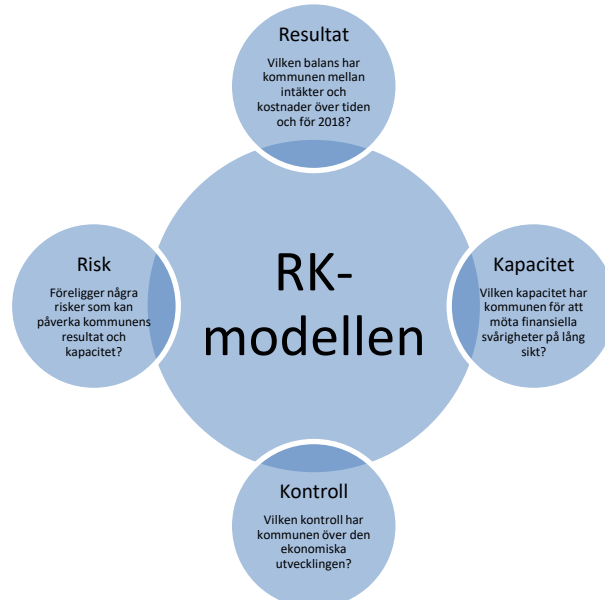 Resultat
Vilken balans har
kommunen mellan
intäkter och
kostnader över tiden
och för 2018?
Risk
Föreligger några
risker som kan
påverka kommunens
resultat och
kapacitet?
RK-
modellen
Kapacitet
Vilken kapacitet har
kommunen för att
möta finansiella
svårigheter på lång
sikt?
Kontroll
Vilken kontroll har
kommunen över den
ekonomiska
utvecklingen?